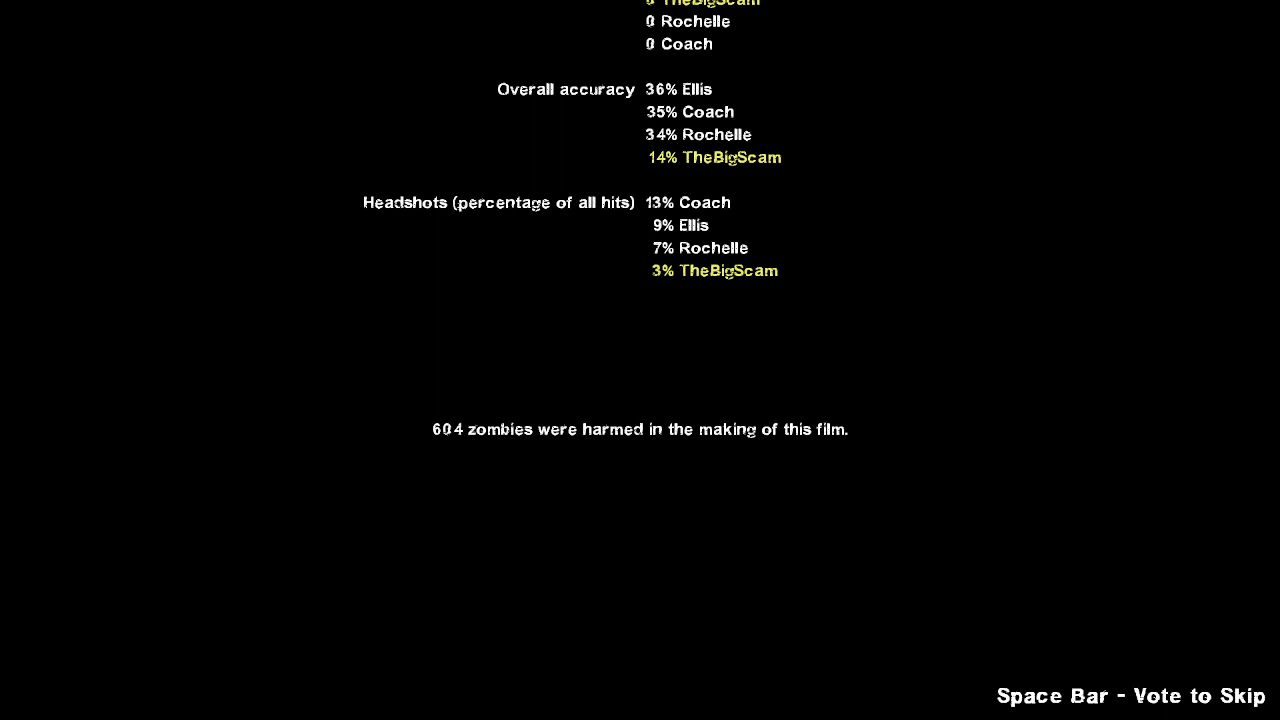 0 TheBigScam
0 Rochelle
0 Coach
Overall accuracy 36% Ellis
35% Coach
34% Rochelle
14% TheBigScam
Headshots (percentage of all hits) 13% Coach
9% Ellis
7% Rochelle
3% TheBigScam
604 zombies were harmed in the making of this film.
Space Bar - Vote to Skip